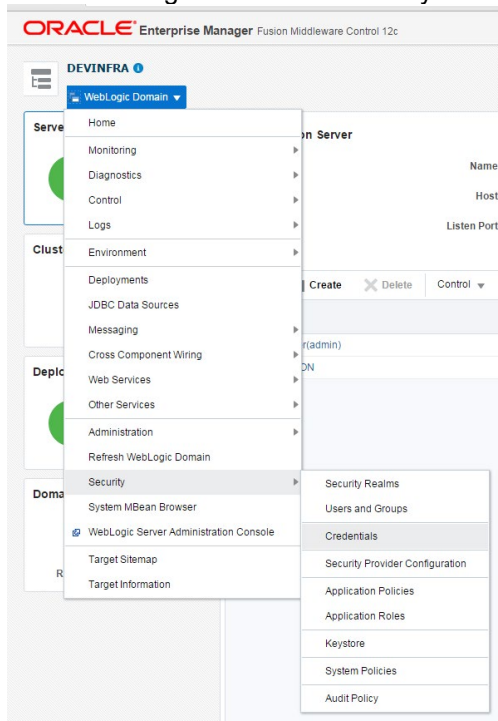 ORACLE Enterprise Manager Fusion Middleware Control 12c
DEVINFRA
WebLogic Domain
Serve
on Server
Name
Host
Listen Port
Home
Monitoring
Diagnostics
Control
Logs
Clust
Environment
Deployments
Create Delete Control
JDBC Data Sources
Messaging
r(admin)
Cross Component Wiring
Deplo
Web Services
Other Services
Administration
Refresh WebLogic Domain
Security
Doma
System MBean Browser
WebLogic Server Administration Console
Target Sitemap
R
Target Information
Security Realms
Users and Groups
Credentials
Security Provider Configuration
Application Policies
Application Roles
Keystore
System Policies
Audit Policy